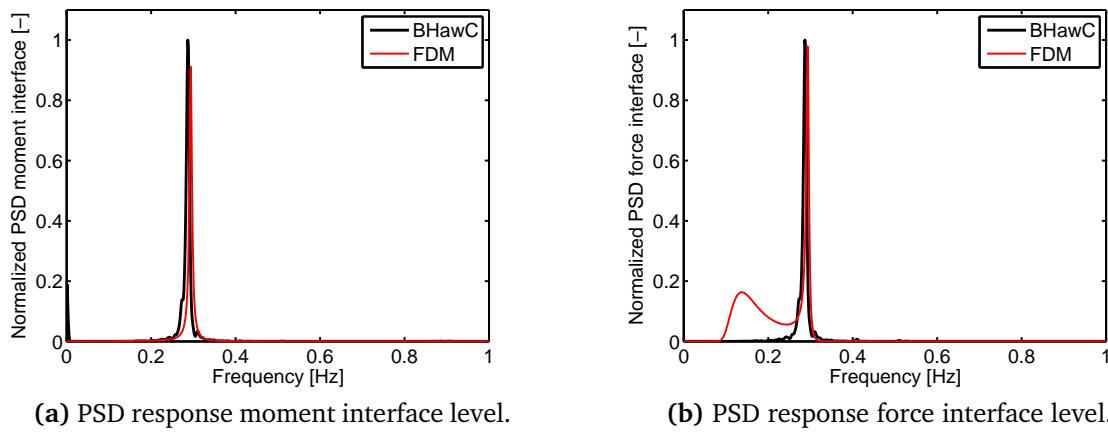 Normalized PSD moment interface [−]
1
0.8
0.6
0.4
0.2
0
0 0.2 0.4 0.6 0.8 1
Frequency [Hz]
BHawC
FDM
(a) PSD response moment interface level.
Normalized PSD force interface [−]
1
0.8
0.6
0.4
0.2
0
0 0.2 0.4 0.6 0.8 1
Frequency [Hz]
BHawC
FDM
(b) PSD response force interface level.